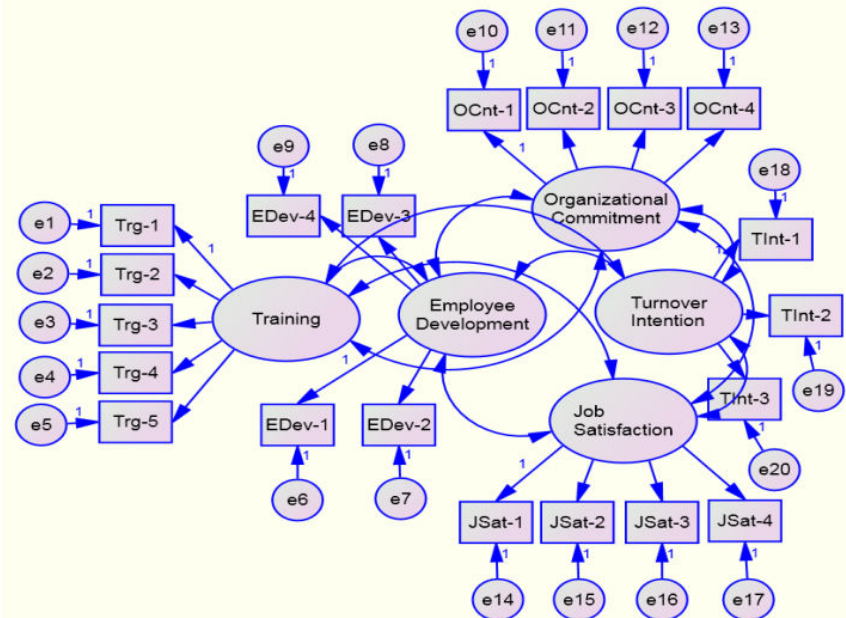 e10
e11
e12
e13
1
1
1
1
OCnt-1
OCnt-2
OCnt-3
OCnt-4
1
e9
e8
1
1
EDev-4
EDev-3
Organizational
Commitment
e18
1
TInt-1
1
e1
1
Trg-1
1
e2
1
Trg-2
e3
1
Trg-3
e4
1
Trg-4
e5
1
Trg-5
Training
Employee
Development
Turnover
Intention
TInt-2
1
e19
1
EDev-1
EDev-2
1
1
e6
e7
Job
Satisfaction
TInt-3
1
e20
1
JSat-1
JSat-2
JSat-3
JSat-4
1
1
1
1
e14
e15
e16
e17